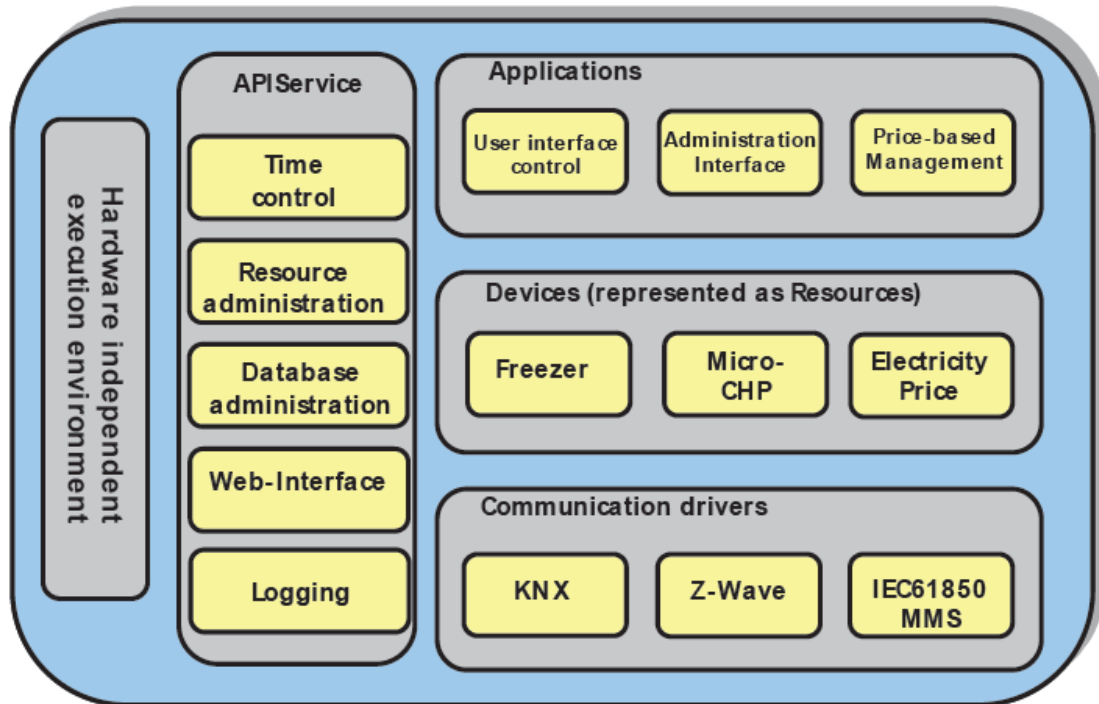 Hardware independent
execution environment
APIService
Time
control
Resource
administration
Database
administration
Web-Interface
Logging
Applications
User interface
control
Administration
Interface
Price-based
Management
Devices (represented as Resources)
Freezer
Micro-
CHP
Electricity
Price
Communication drivers
KNX
Z-Wave
IEC61850
MMS